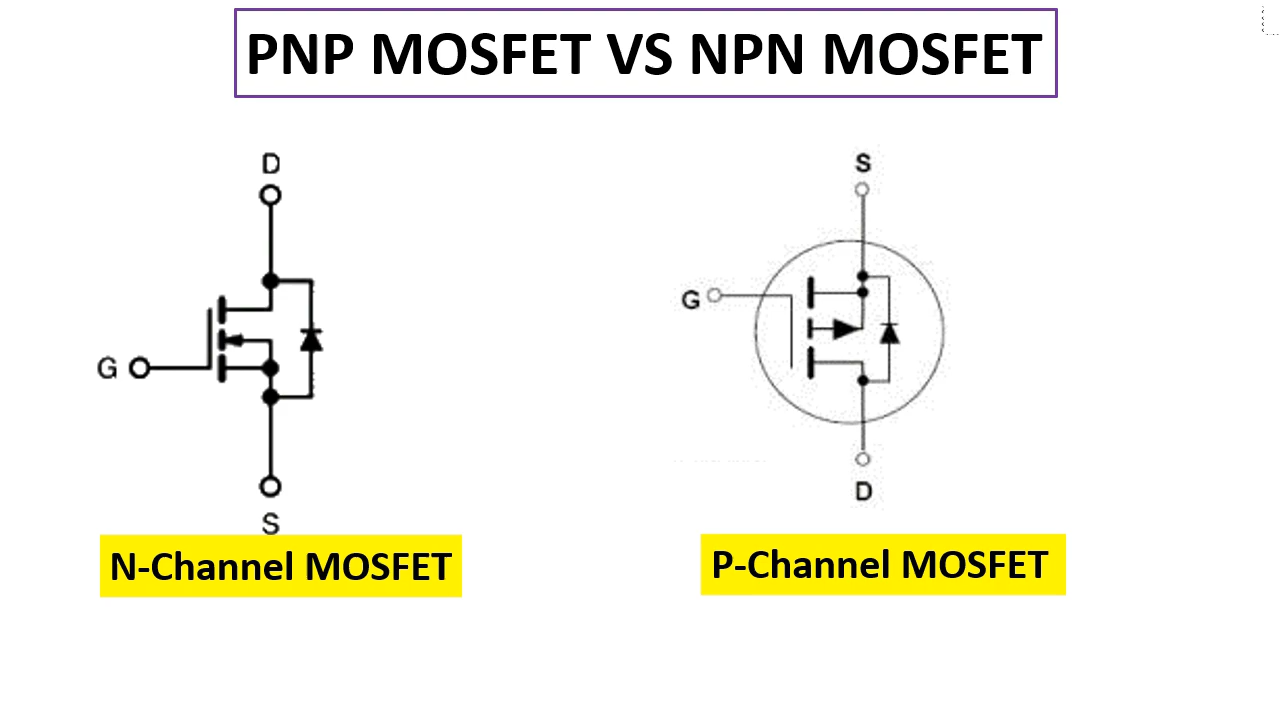 PNP MOSFET VS NPN MOSFET
D
S
G
G
S
D
N-Channel MOSFET
P-Channel MOSFET